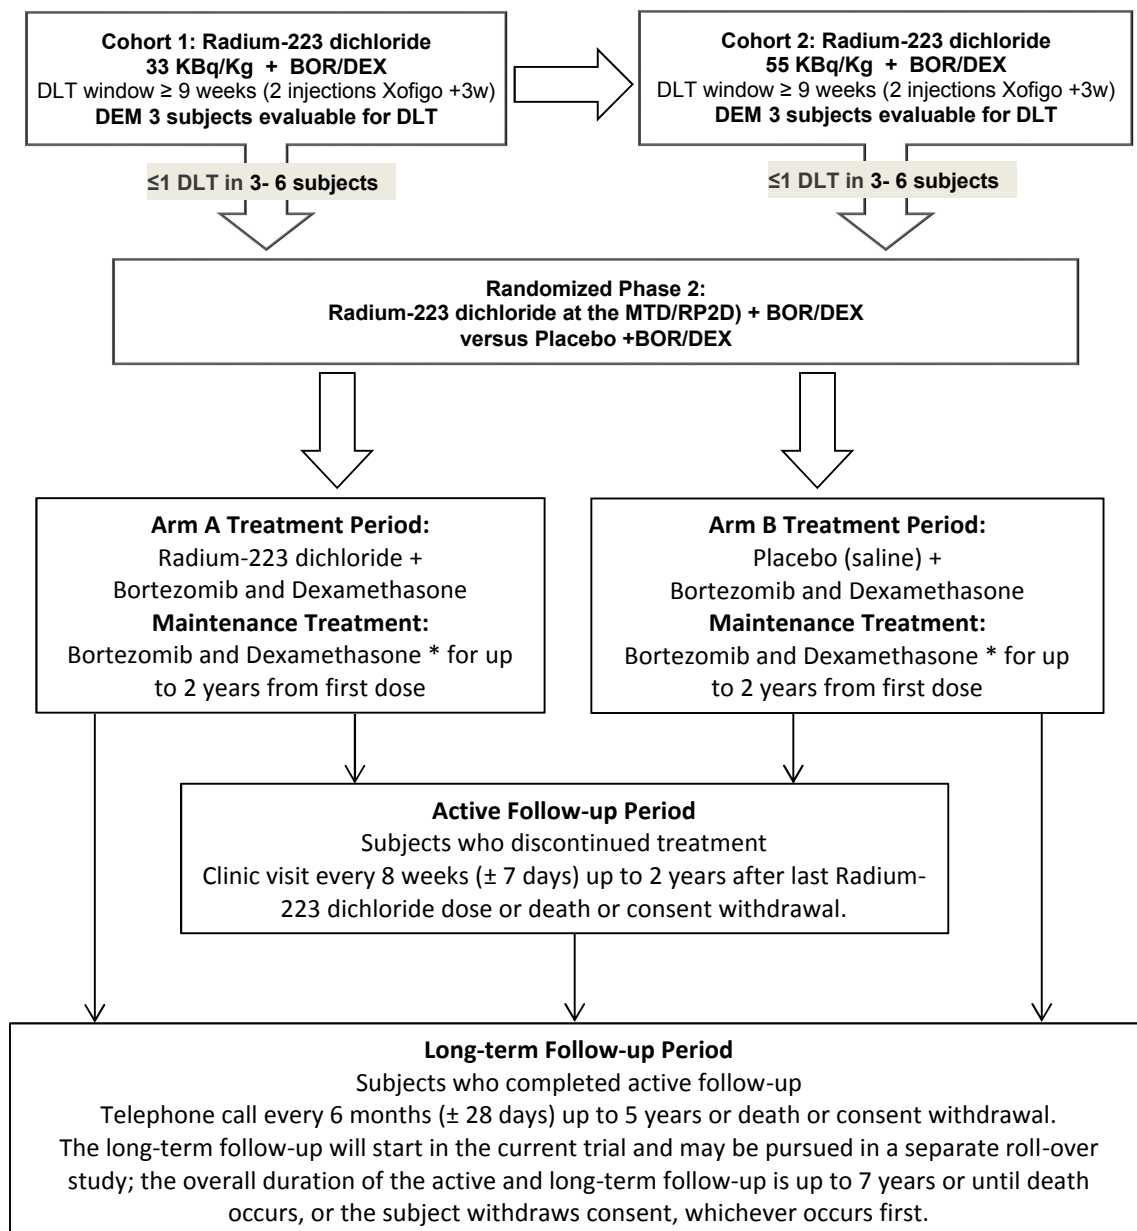 Cohort 1: Radium-223 dichloride
33 KBq/Kg + BOR/DEX
DLT window ≥ 9 weeks (2 injections Xofigo +3w)
DEM 3 subjects evaluable for DLT
Cohort 2: Radium-223 dichloride
55 KBq/Kg + BOR/DEX
DLT window ≥ 9 weeks (2 injections Xofigo +3w)
DEM 3 subjects evaluable for DLT
≤1 DLT in 3- 6 subjects
≤1 DLT in 3- 6 subjects
Randomized Phase 2:
Radium-223 dichloride at the MTD/RP2D) + BOR/DEX
versus Placebo +BOR/DEX
Arm A Treatment Period:
Radium-223 dichloride +
Bortezomib and Dexamethasone
Maintenance Treatment:
Bortezomib and Dexamethasone * for up
to 2 years from first dose
Arm B Treatment Period:
Placebo (saline) +
Bortezomib and Dexamethasone
Maintenance Treatment:
Bortezomib and Dexamethasone * for up
to 2 years from first dose
Active Follow-up Period
Subjects who discontinued treatment
Clinic visit every 8 weeks (± 7 days) up to 2 years after last Radium-
223 dichloride dose or death or consent withdrawal.
Long-term Follow-up Period
Subjects who completed active follow-up
Telephone call every 6 months (± 28 days) up to 5 years or death or consent withdrawal.
The long-term follow-up will start in the current trial and may be pursued in a separate roll-over
study; the overall duration of the active and long-term follow-up is up to 7 years or until death
occurs, or the subject withdraws consent, whichever occurs first.